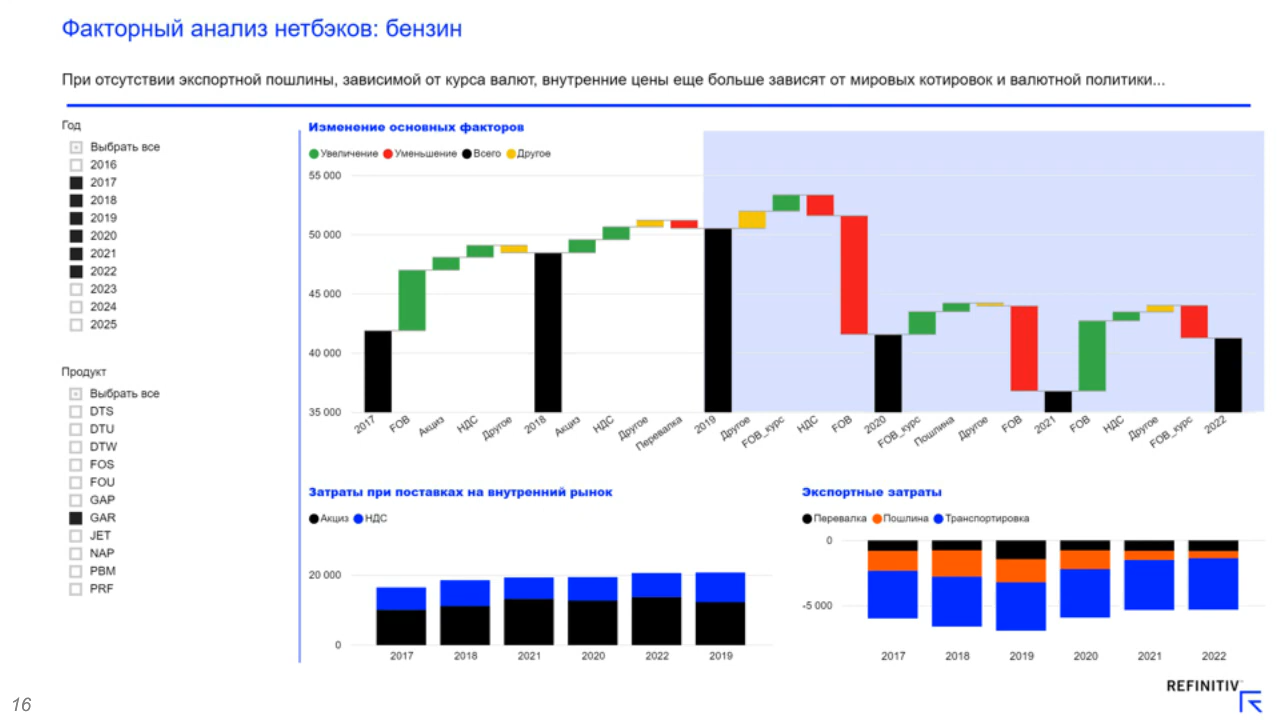 Факторный анализ нетбэков: бензин
При отсутствии экспортной пошлины, зависимой от курса валют, внутренние цены еще больше зависят от мировых котировок и валютной политики...
Год
Выбрать все
2016
2017
2018
2019
2020
2021
2022
2023
2024
2025
Продукт
Выбрать все
DTS
DTU
DTW
FOS
FOU
GAP
GAR
JET
NAP
PBM
PRF
Изменение основных факторов
Увеличение Уменьшение Всего Другое
55 000
50 000
45 000
40 000
35 000
2017 FOB Акциз НДС Другое 2018 Акциз НДС Другое Перевалка 2019 Другое FOB_курс НДС FOB 2020 FOB_курс Пошлина Другое FOB 2021 FOB НДС Другое FOB_курс 2022
Затраты при поставках на внутренний рынок
Акциз НДС
20 000
0
2017 2018 2021 2020 2022 2019
Экспортные затраты
Перевалка Пошлина Транспортировка
0
-5 000
2017 2018 2019 2020 2021 2022
REFINITIV
16